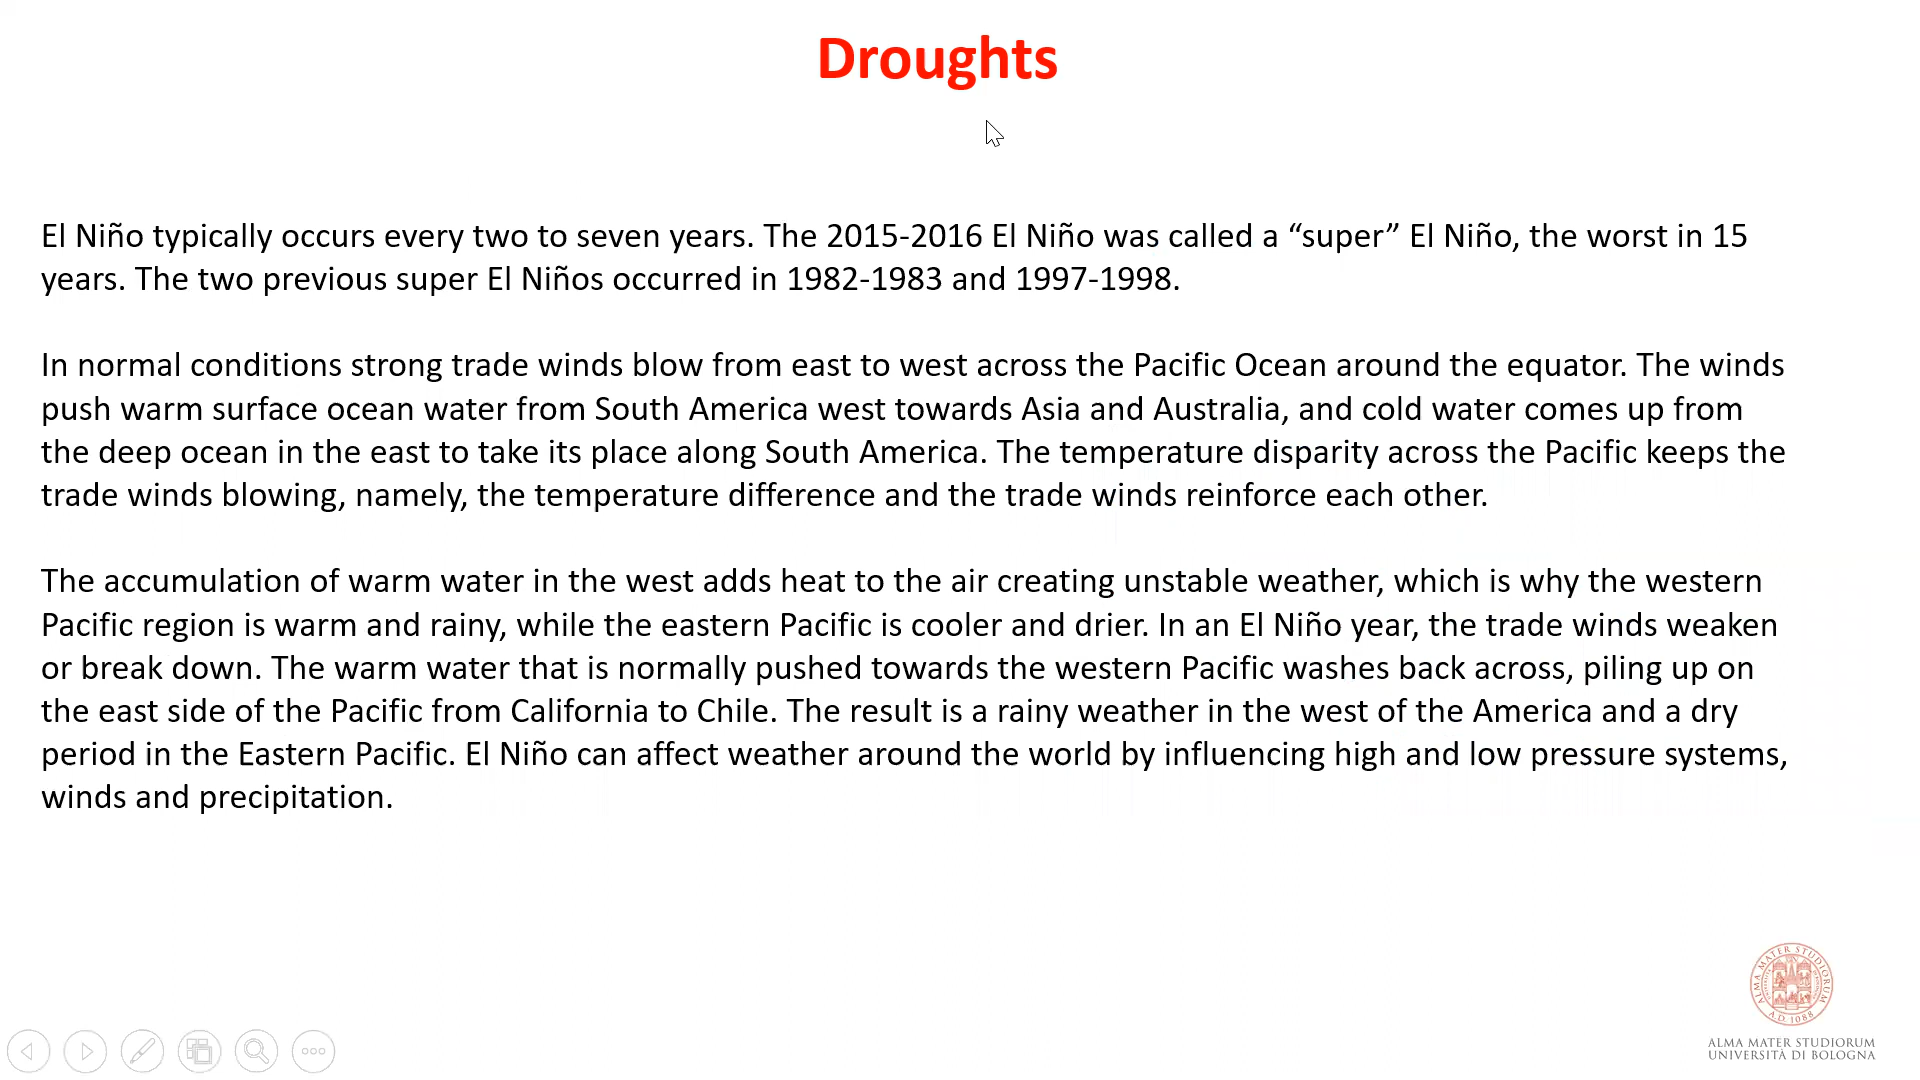 Droughts
El Niño typically occurs every two to seven years. The 2015-2016 El Niño was called a “super” El Niño, the worst in 15
years. The two previous super El Niños occurred in 1982-1983 and 1997-1998.
In normal conditions strong trade winds blow from east to west across the Pacific Ocean around the equator. The winds
push warm surface ocean water from South America west towards Asia and Australia, and cold water comes up from
the deep ocean in the east to take its place along South America. The temperature disparity across the Pacific keeps the
trade winds blowing, namely, the temperature difference and the trade winds reinforce each other.
The accumulation of warm water in the west adds heat to the air creating unstable weather, which is why the western
Pacific region is warm and rainy, while the eastern Pacific is cooler and drier. In an El Niño year, the trade winds weaken
or break down. The warm water that is normally pushed towards the western Pacific washes back across, piling up on
the east side of the Pacific from California to Chile. The result is a rainy weather in the west of the America and a dry
period in the Eastern Pacific. El Niño can affect weather around the world by influencing high and low pressure systems,
winds and precipitation.
ALMA MATER STUDIORUM
A.D. 1088
ALMA MATER STUDIORUM
UNIVERSITÀ DI BOLOGNA